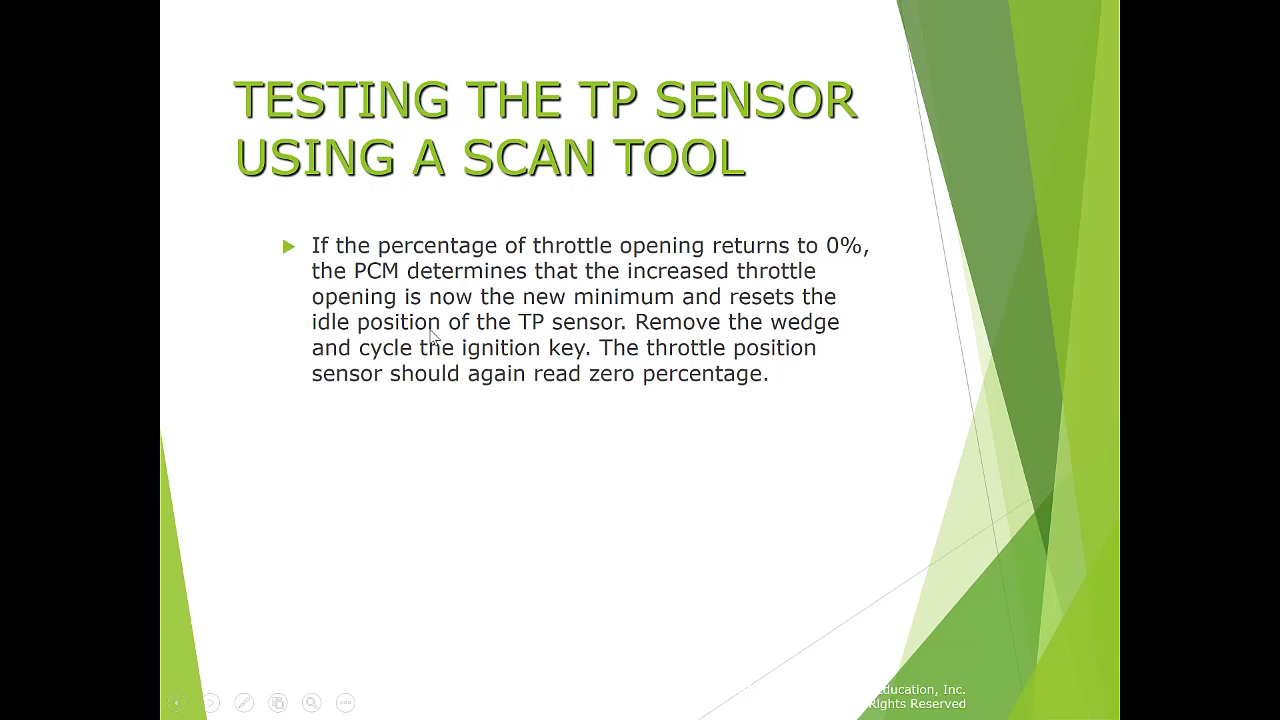 TESTING THE TP SENSOR
USING A SCAN TOOL
If the percentage of throttle opening returns to 0%,
the PCM determines that the increased throttle
opening is now the new minimum and resets the
idle position of the TP sensor. Remove the wedge
and cycle the ignition key. The throttle position
sensor should again read zero percentage.
Education, Inc.
Rights Reserved